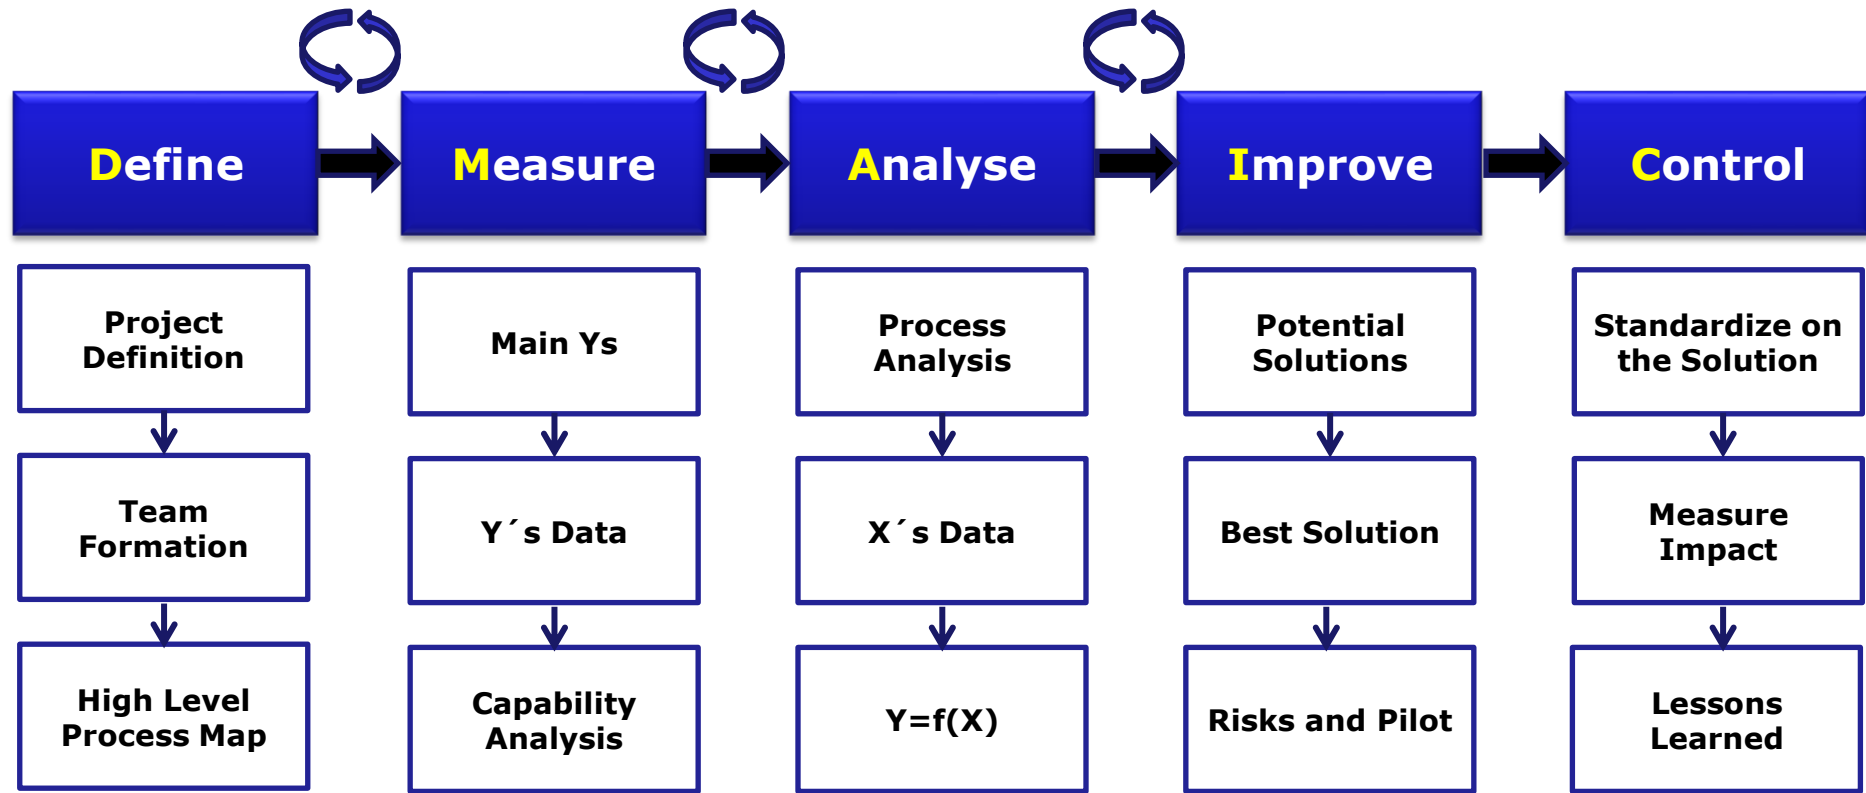 Define
Measure
Analyse
Improve
Control
Project
Definition
Team
Formation
High Level
Process Map
Main Ys
Y´s Data
Capability
Analysis
Process
Analysis
X´s Data
Y=f(X)
Potential
Solutions
Best Solution
Risks and Pilot
Standardize on
the Solution
Measure
Impact
Lessons
Learned